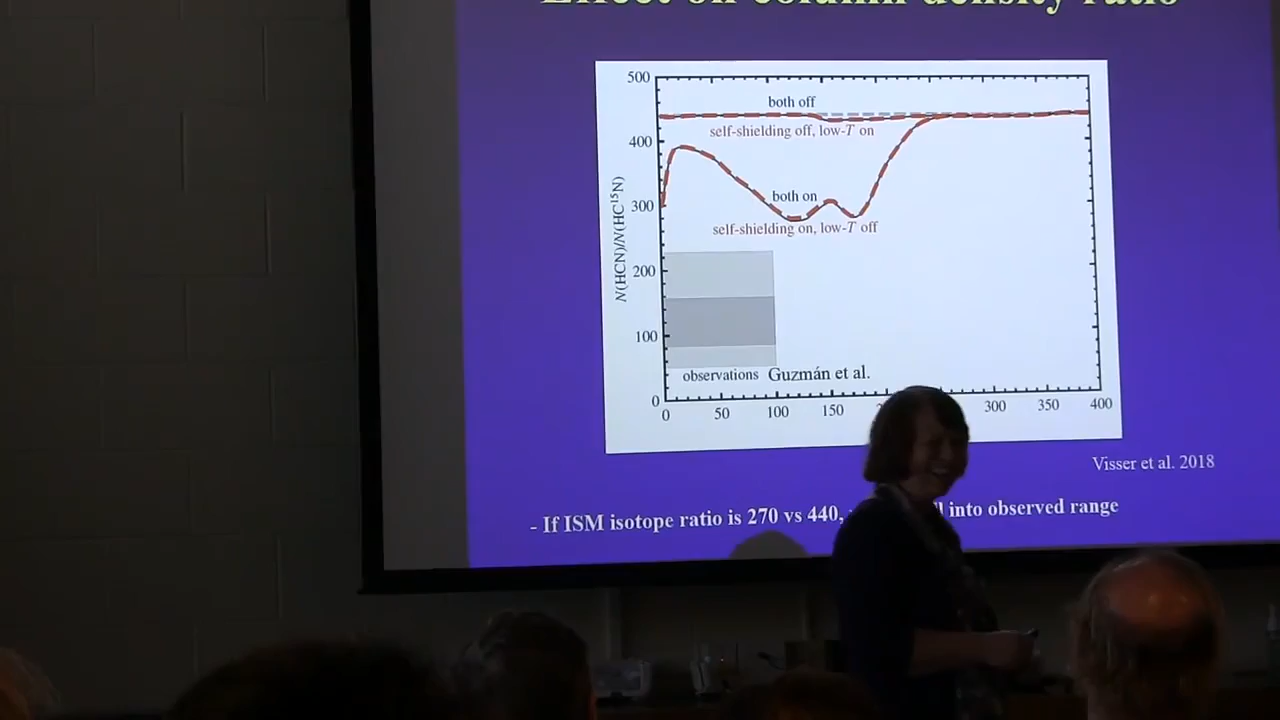 Effect on column density ratio
500
both off
self-shielding off, low-T on
400
both on
300
self-shielding on, low-T off
N(HCN)/N(HC¹⁵N)
200
100
observations Guzmán et al.
0
0 50 100 150 300 350 400
Visser et al. 2018
- If ISM isotope ratio is 270 vs 440, into observed range